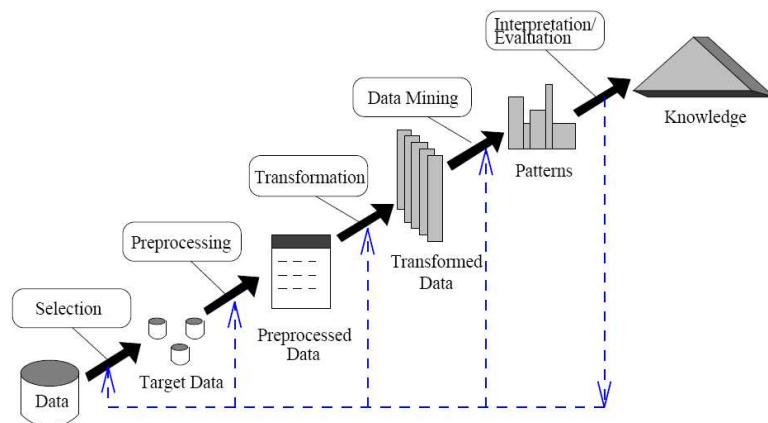 Interpretation/
Evaluation
Knowledge
Data Mining
Patterns
Transformation
Transformed
Data
Preprocessing
Preprocessed
Data
Selection
Target Data
Data